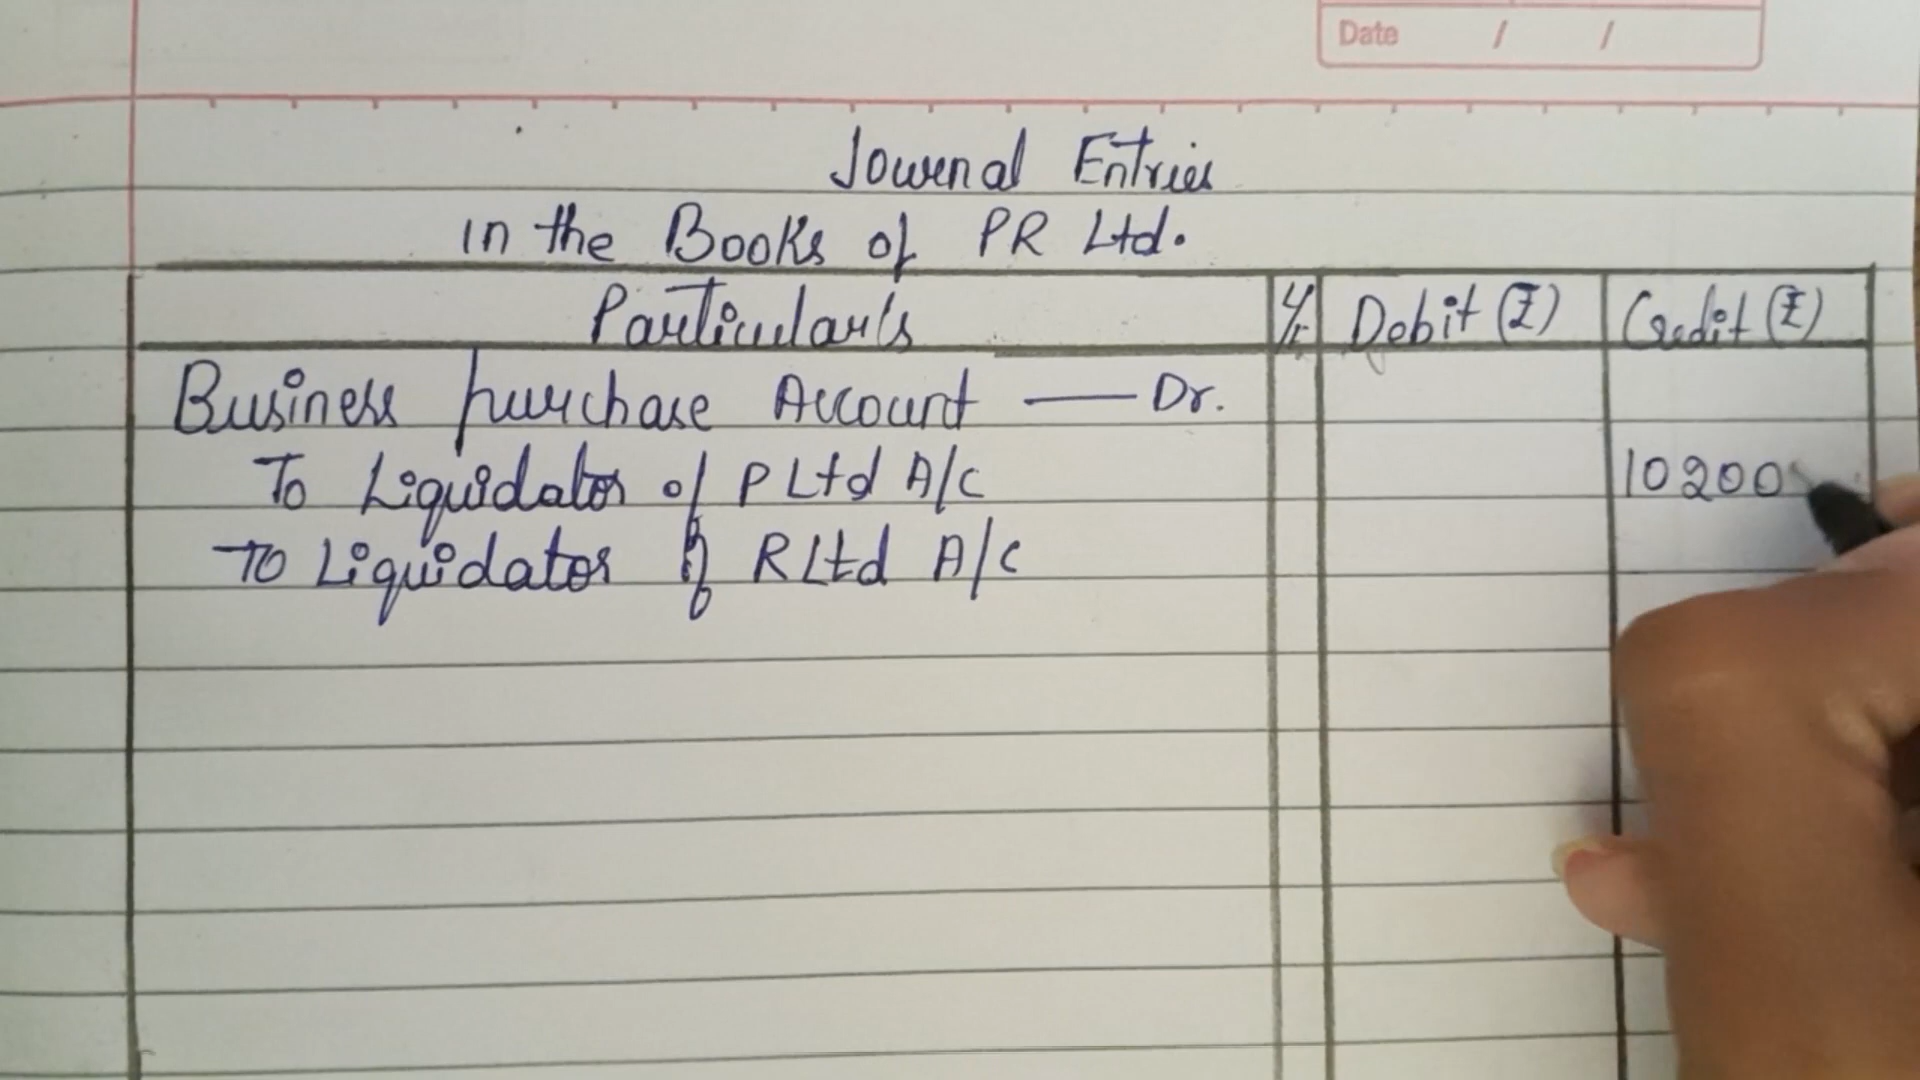 Date / /
Journal Entries
in the Books of PR Ltd.
Particulars L/F Debit (₹) Credit (₹)
Business purchase Account —— Dr.
To Liquidator of P Ltd A/C 10200
To Liquidator of R Ltd A/C